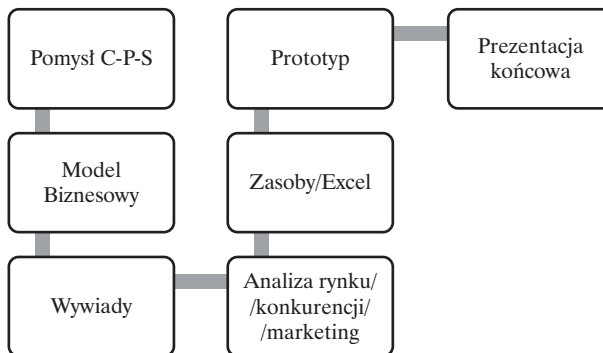 Pomysł C-P-S
Model
Biznesowy
Wywiady
Analiza rynku/
/konkurencji/
/marketing
Zasoby/Excel
Prototyp
Prezentacja
końcowa